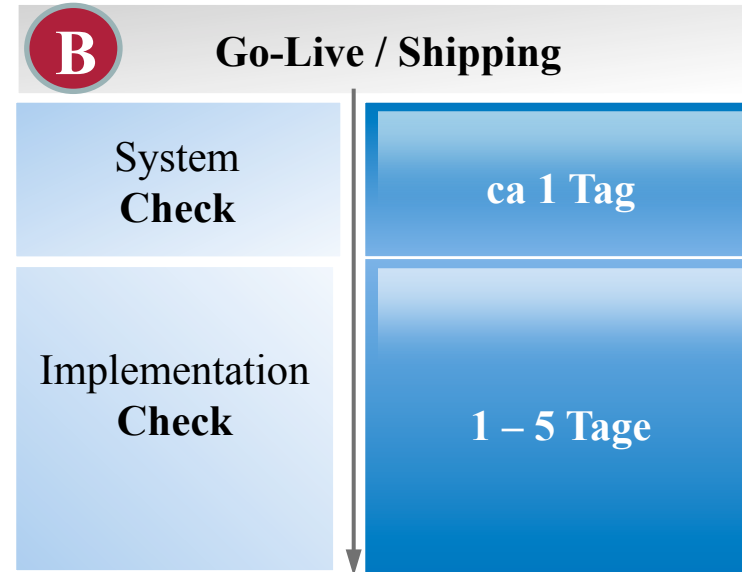 B
Go-Live / Shipping
System
Check
ca 1 Tag
Implementation
Check
1 – 5 Tage